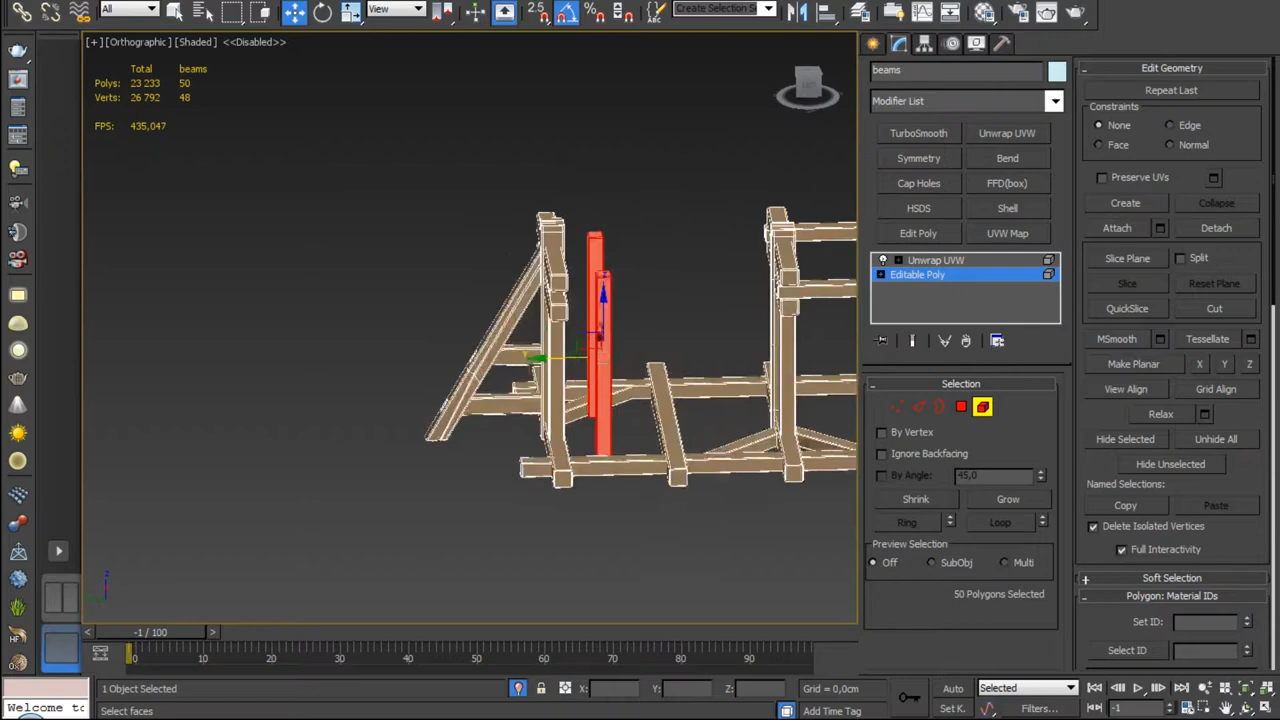 All
View
2.5
Create Selection Se
[+] [Orthographic] [Shaded] <<Disabled>>
Total beams
Polys: 23 233 50
Verts: 26 792 48
FPS: 435,047
beams
Modifier List
TurboSmooth Unwrap UVW
Symmetry Bend
Cap Holes FFD(box)
HSDS Shell
Edit Poly UVW Map
Unwrap UVW
Editable Poly
Selection
By Vertex
Ignore Backfacing
By Angle: 45,0
Shrink Grow
Ring Loop
Preview Selection
Off SubObj Multi
50 Polygons Selected
Edit Geometry
Repeat Last
Constraints
None Edge
Face Normal
Preserve UVs
Create Collapse
Attach Detach
Slice Plane Split
Slice Reset Plane
QuickSlice Cut
MSmooth Tessellate
Make Planar X Y Z
View Align Grid Align
Relax
Hide Selected Unhide All
Hide Unselected
Named Selections:
Copy Paste
Delete Isolated Vertices
Full Interactivity
Soft Selection
Polygon: Material IDs
Set ID:
Select ID
HF
z
< -1 / 100 >
0 10 20 30 40 50 60 70 80 90
1 Object Selected X: Y: Z: Grid = 0,0cm Auto Selected
Welcome to Select faces Add Time Tag Set K. Filters... -1